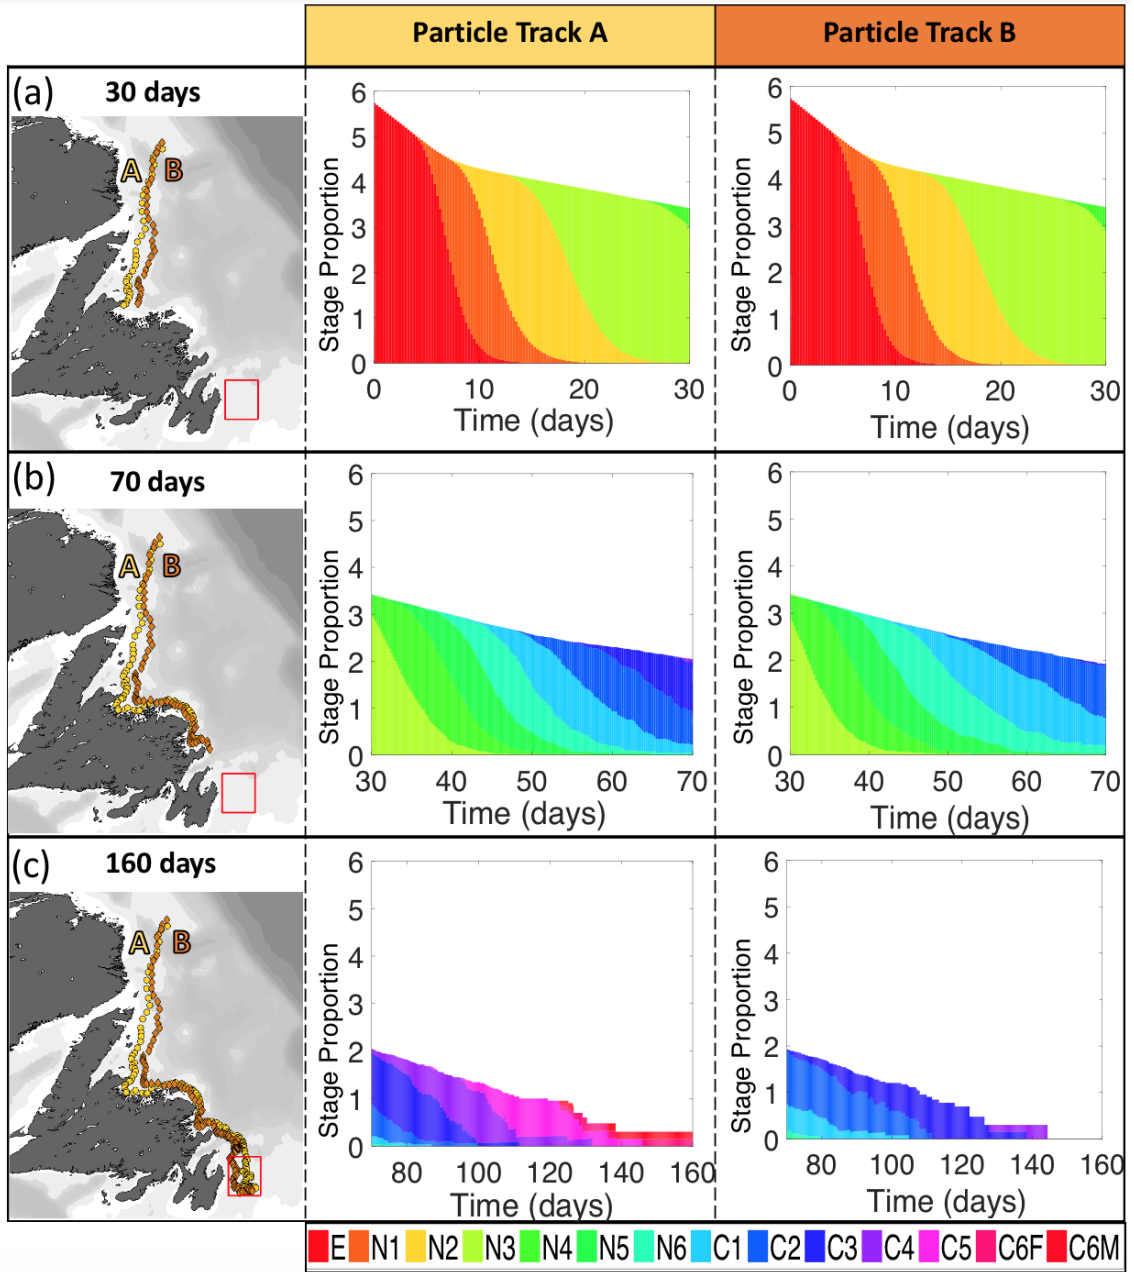 Particle Track A
Particle Track B
(a)
30 days
A B
Stage Proportion
6
5
4
3
2
1
0
0 10 20 30
Time (days)
Stage Proportion
6
5
4
3
2
1
0
0 10 20 30
Time (days)
(b)
70 days
A B
Stage Proportion
6
5
4
3
2
1
0
30 40 50 60 70
Time (days)
Stage Proportion
6
5
4
3
2
1
0
30 40 50 60 70
Time (days)
(c)
160 days
A B
Stage Proportion
6
5
4
3
2
1
0
80 100 120 140 160
Time (days)
Stage Proportion
6
5
4
3
2
1
0
80 100 120 140 160
Time (days)
E N1 N2 N3 N4 N5 N6 C1 C2 C3 C4 C5 C6F C6M